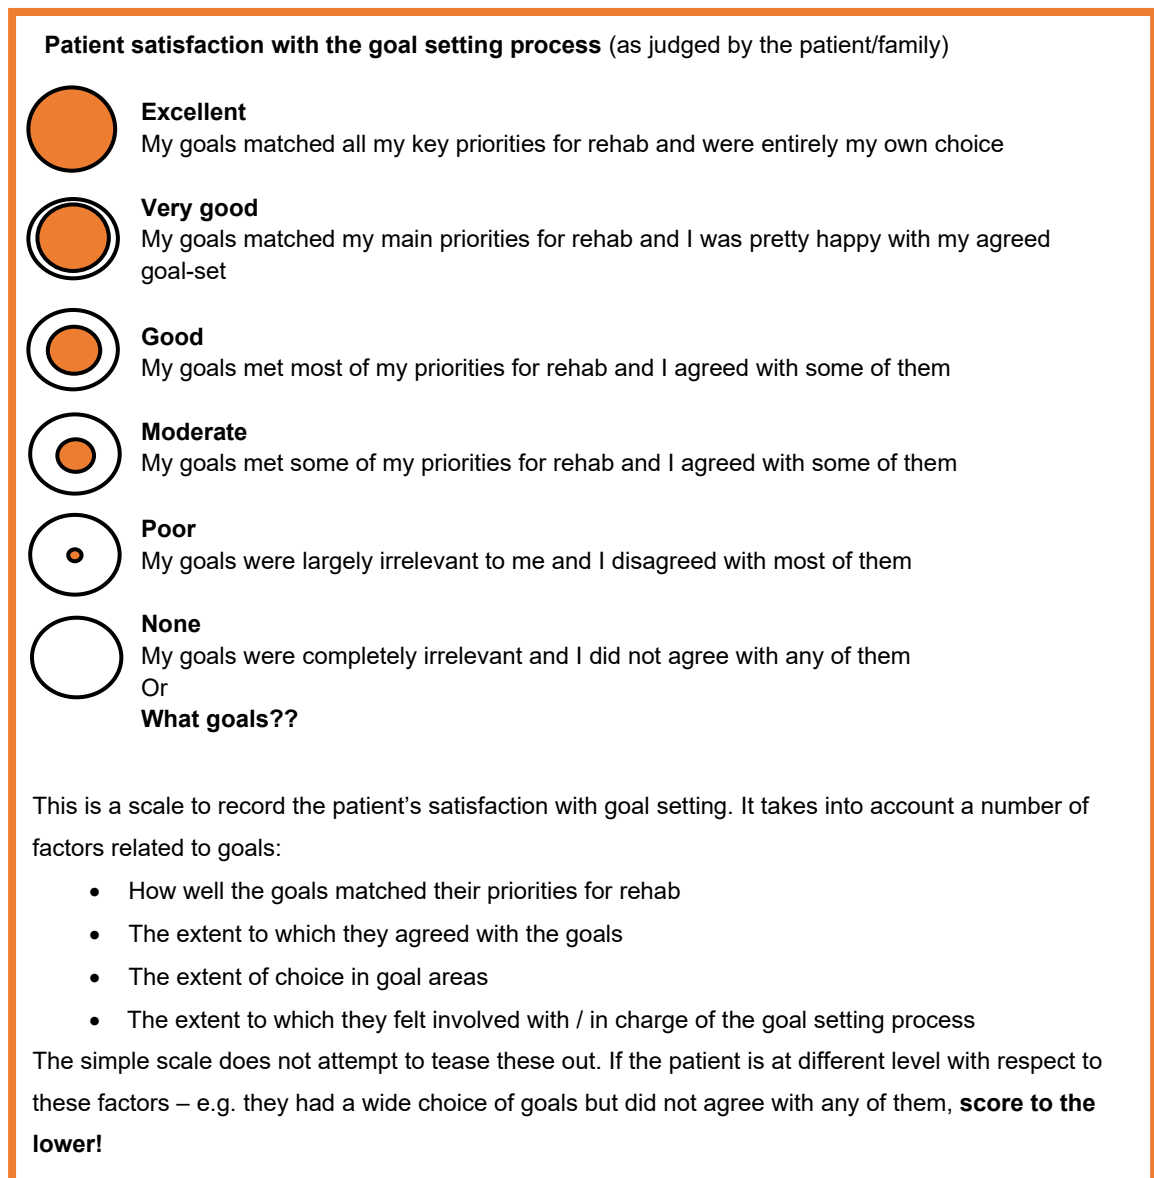 Patient satisfaction with the goal setting process (as judged by the patient/family)
Excellent
My goals matched all my key priorities for rehab and were entirely my own choice
Very good
My goals matched my main priorities for rehab and I was pretty happy with my agreed
goal-set
Good
My goals met most of my priorities for rehab and I agreed with some of them
Moderate
My goals met some of my priorities for rehab and I agreed with some of them
Poor
My goals were largely irrelevant to me and I disagreed with most of them
None
My goals were completely irrelevant and I did not agree with any of them
Or
What goals??
This is a scale to record the patient’s satisfaction with goal setting. It takes into account a number of
factors related to goals:
• How well the goals matched their priorities for rehab
• The extent to which they agreed with the goals
• The extent of choice in goal areas
• The extent to which they felt involved with / in charge of the goal setting process
The simple scale does not attempt to tease these out. If the patient is at different level with respect to
these factors – e.g. they had a wide choice of goals but did not agree with any of them, score to the
lower!